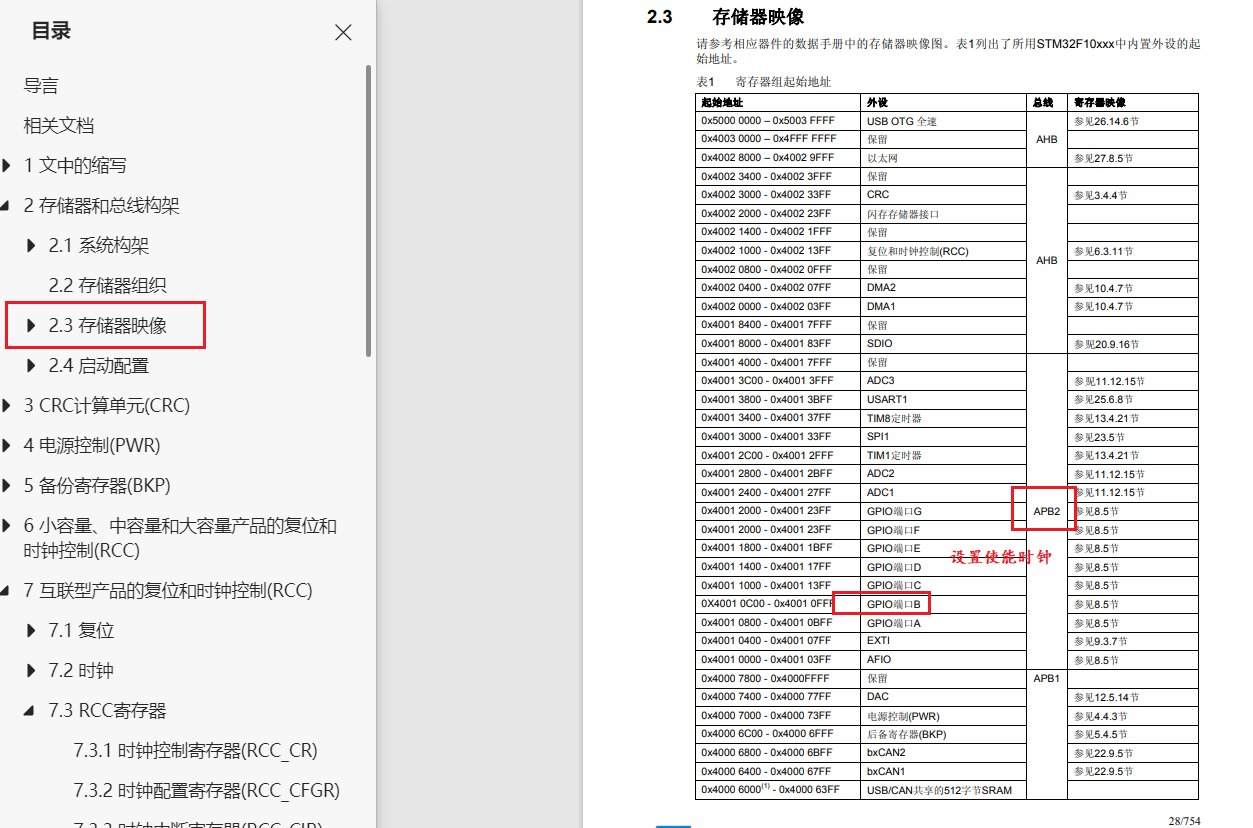 目录
导言
相关文档
1 文中的缩写
2 存储器和总线构架
2.1 系统构架
2.2 存储器组织
2.3 存储器映像
2.4 启动配置
3 CRC计算单元(CRC)
4 电源控制(PWR)
5 备份寄存器(BKP)
6 小容量、中容量和大容量产品的复位和
时钟控制(RCC)
7 互联型产品的复位和时钟控制(RCC)
7.1 复位
7.2 时钟
7.3 RCC寄存器
7.3.1 时钟控制寄存器(RCC_CR)
7.3.2 时钟配置寄存器(RCC_CFGR)
7.3.3 时钟中断寄存器(RCC_CIR)
2.3 存储器映像
请参考相应器件的数据手册中的存储器映像图。表1列出了所用STM32F10xxx中内置外设的起
始地址。
表1 寄存器组起始地址
起始地址 外设 总线 寄存器映像
0x5000 0000 – 0x5003 FFFF USB OTG 全速 参见26.14.6节
0x4003 0000 – 0x4FFF FFFF 保留 AHB
0x4002 8000 – 0x4002 9FFF 以太网 参见27.8.5节
0x4002 3400 - 0x4002 3FFF 保留
0x4002 3000 - 0x4002 33FF CRC 参见3.4.4节
0x4002 2000 - 0x4002 23FF 闪存存储器接口
0x4002 1400 - 0x4002 1FFF 保留
0x4002 1000 - 0x4002 13FF 复位和时钟控制(RCC) 参见6.3.11节
0x4002 0800 - 0x4002 0FFF 保留 AHB
0x4002 0400 - 0x4002 07FF DMA2 参见10.4.7节
0x4002 0000 - 0x4002 03FF DMA1 参见10.4.7节
0x4001 8400 - 0x4001 7FFF 保留
0x4001 8000 - 0x4001 83FF SDIO 参见20.9.16节
0x4001 4000 - 0x4001 7FFF 保留
0x4001 3C00 - 0x4001 3FFF ADC3 参见11.12.15节
0x4001 3800 - 0x4001 3BFF USART1 参见25.6.8节
0x4001 3400 - 0x4001 37FF TIM8定时器 参见13.4.21节
0x4001 3000 - 0x4001 33FF SPI1 参见23.5节
0x4001 2C00 - 0x4001 2FFF TIM1定时器 参见13.4.21节
0x4001 2800 - 0x4001 2BFF ADC2 参见11.12.15节
0x4001 2400 - 0x4001 27FF ADC1 参见11.12.15节
0x4001 2000 - 0x4001 23FF GPIO端口G APB2 参见8.5节
0x4001 2000 - 0x4001 23FF GPIO端口F 参见8.5节
0x4001 1800 - 0x4001 1BFF GPIO端口E 参见8.5节
设置使能时钟
0x4001 1400 - 0x4001 17FF GPIO端口D 参见8.5节
0x4001 1000 - 0x4001 13FF GPIO端口C 参见8.5节
0X4001 0C00 - 0x4001 0FFF GPIO端口B 参见8.5节
0x4001 0800 - 0x4001 0BFF GPIO端口A 参见8.5节
0x4001 0400 - 0x4001 07FF EXTI 参见9.3.7节
0x4001 0000 - 0x4001 03FF AFIO 参见8.5节
0x4000 7800 - 0x4000FFFF 保留 APB1
0x4000 7400 - 0x4000 77FF DAC 参见12.5.14节
0x4000 7000 - 0x4000 73FF 电源控制(PWR) 参见4.4.3节
0x4000 6C00 - 0x4000 6FFF 后备寄存器(BKP) 参见5.4.5节
0x4000 6800 - 0x4000 6BFF bxCAN2 参见22.9.5节
0x4000 6400 - 0x4000 67FF bxCAN1 参见22.9.5节
0x4000 6000(1) - 0x4000 63FF USB/CAN共享的512字节SRAM
28/754